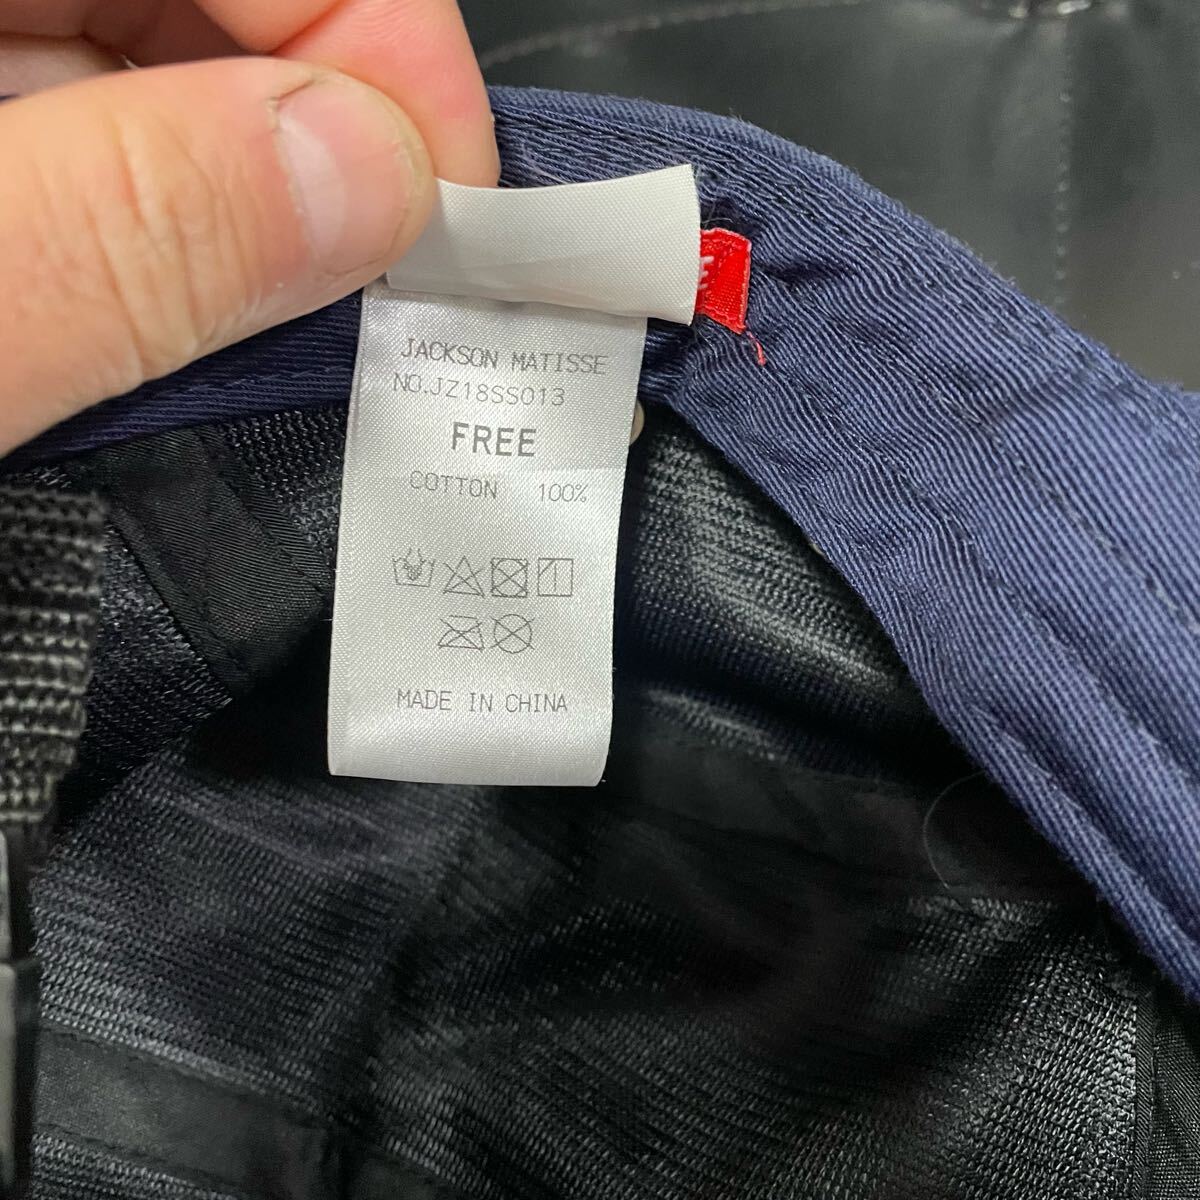 JACKSON MATISSE
NO.JZ18SS013
FREE
COTTON 100%
MADE IN CHINA